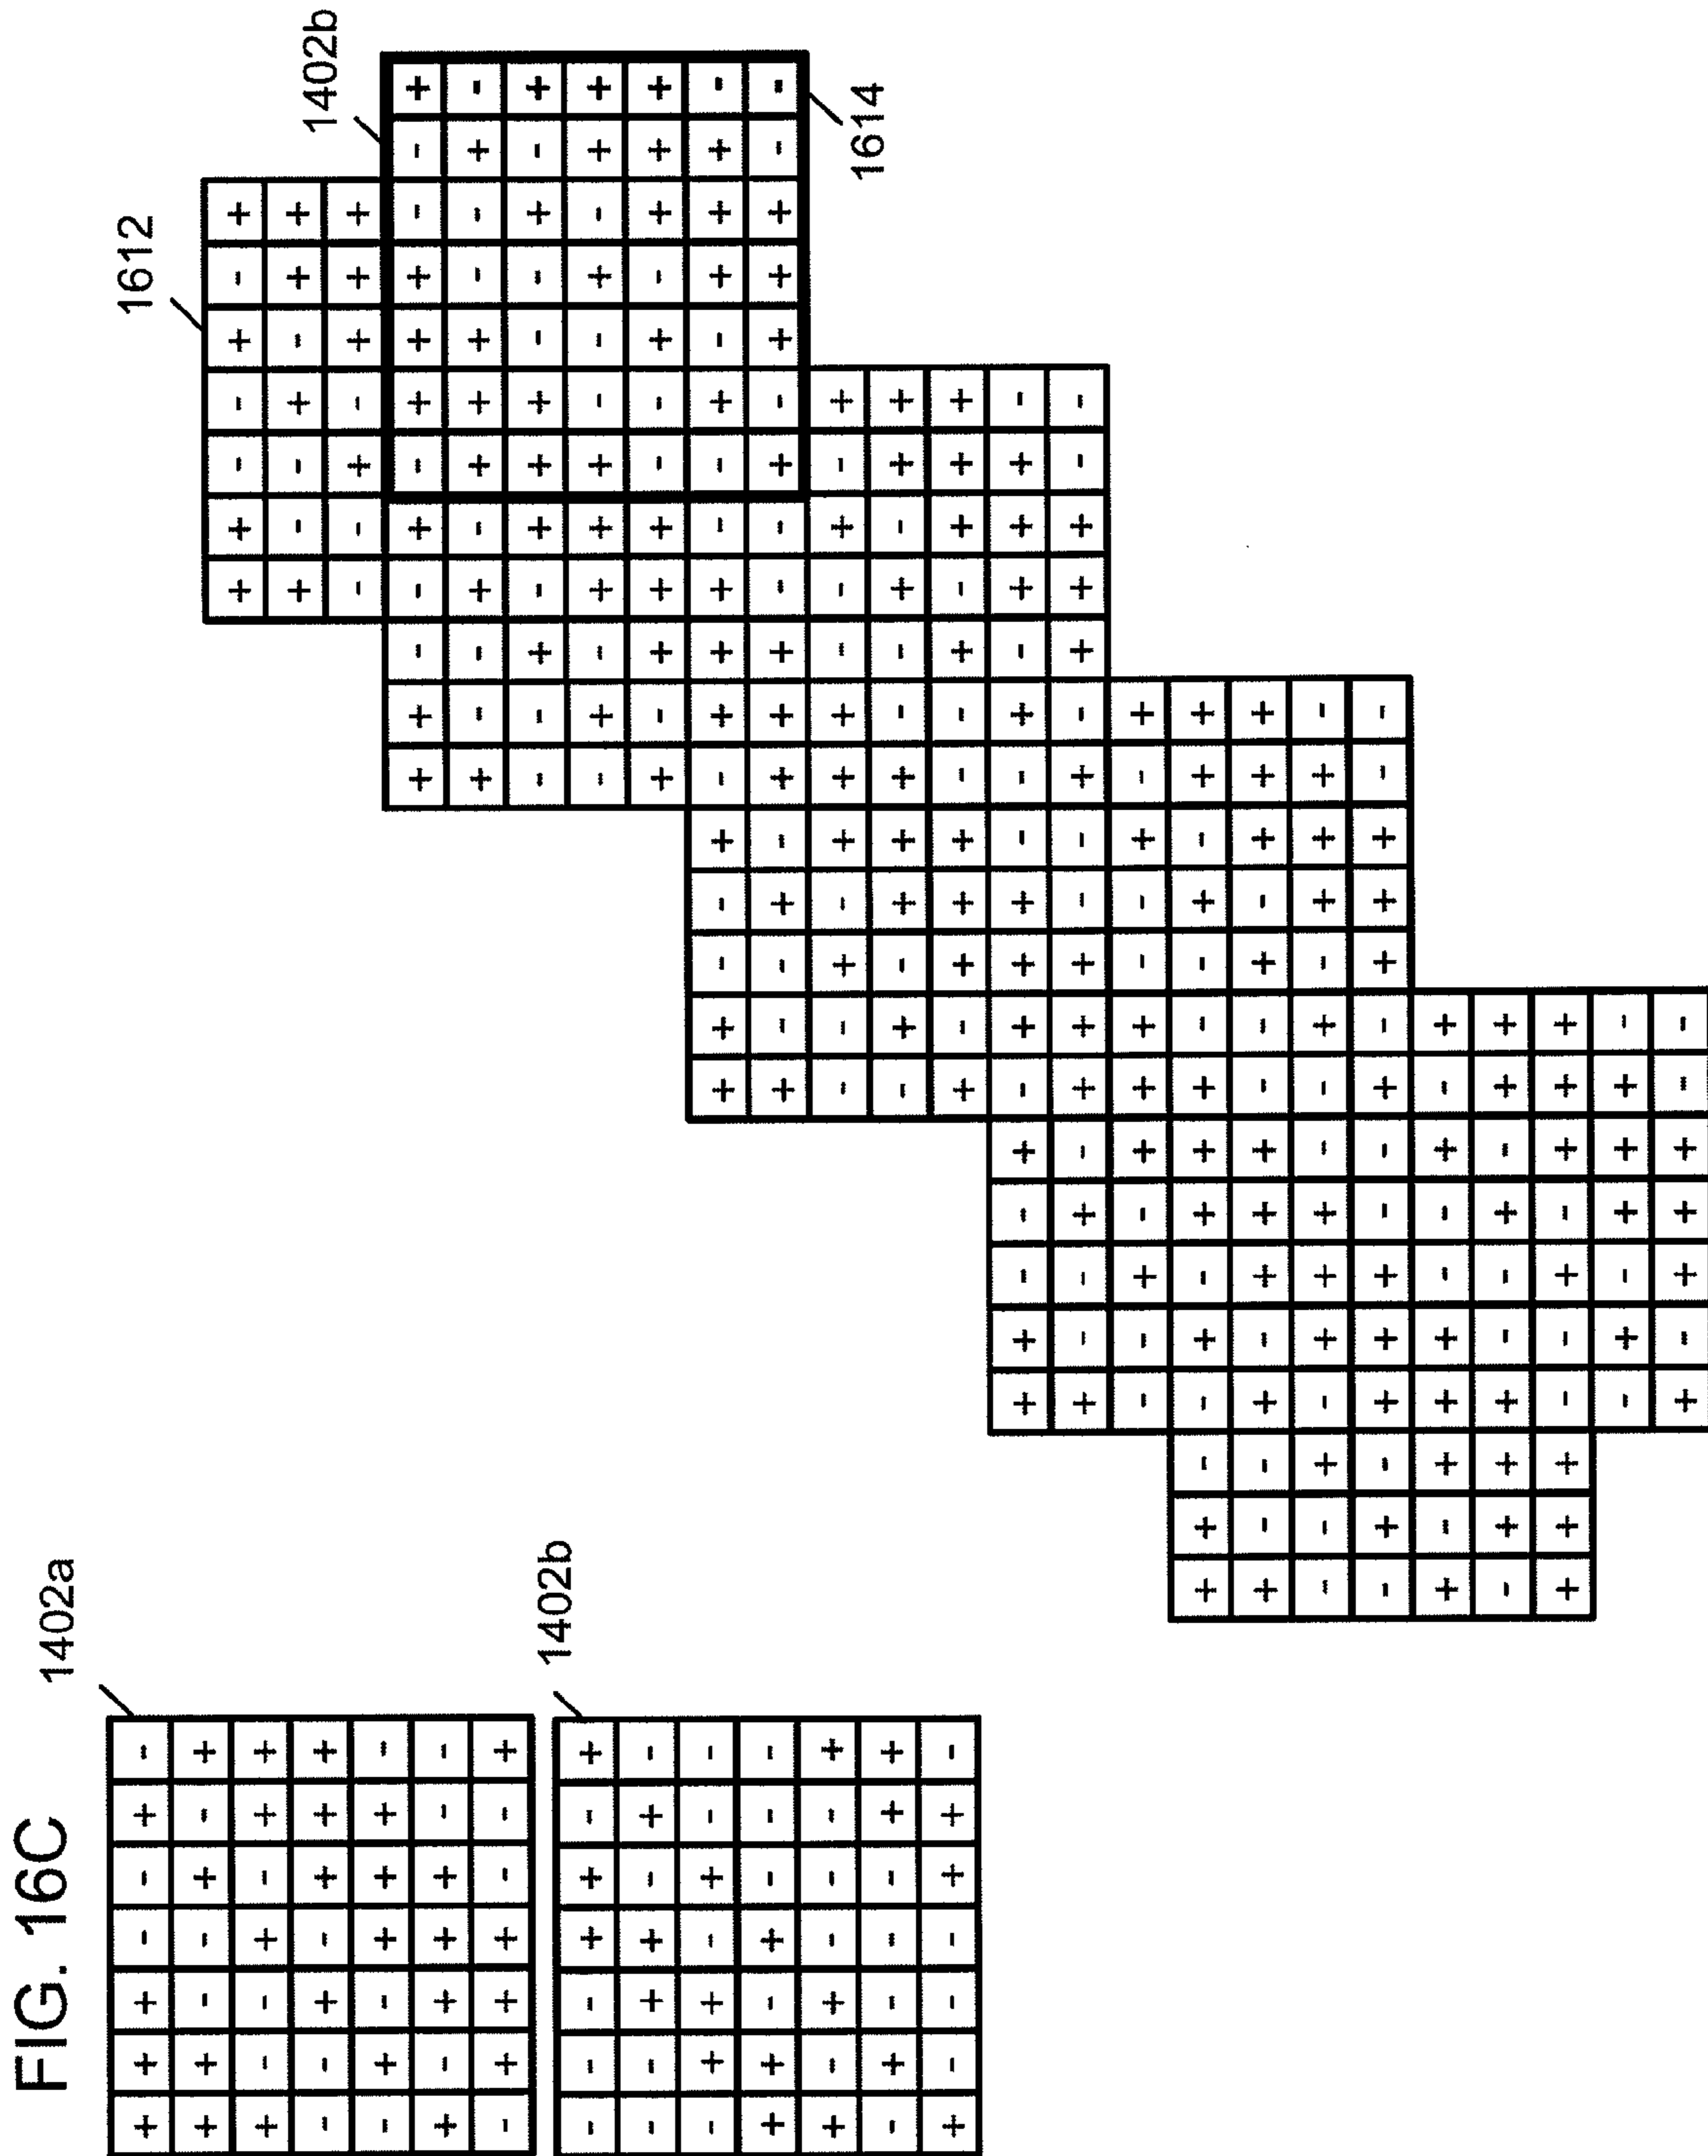 FIG. 16C
1402a
+ + + - - + -
+ + - - + - +
+ - - + - + +
- - + - + + +
- + - + + + -
+ - + + + - -
- + + + - - +
1402b
- - - + + - +
- - + + - + -
- + + - + - -
+ + - + - - -
+ - + - - - +
- + - - - + +
+ - - - + + -
1612
1402b
+ + - - + - +
+ - - + - + +
- - + - + + +
+ + - - + - + + + - - +
+ - - + - + + + - - + -
- - + - + + + - - + - +
- + - + + + - - + - + +
+ - + + + - - + - + + +
+ + - - + - + + + - - + - + + + -
+ - - + - + + + - - + - + + + - -
- - + - + + + - - + - +
- + - + + + - - + - + +
+ - + + + - - + - + + +
+ + - - + - + + + - - + - + + + -
+ - - + - + + + - - + - + + + - -
- - + - + + + - - + - +
+ + - - + - + + + - - + - + +
+ - - + - + + + - - + - + + +
- - + - + + + - - + - + + + -
- + - + + + - - + - + + + - -
+ - + + + - - + - +
- + + + - - + - + +
+ + + - - + - + + +
- + - + + + -
+ - + + + - -
1614